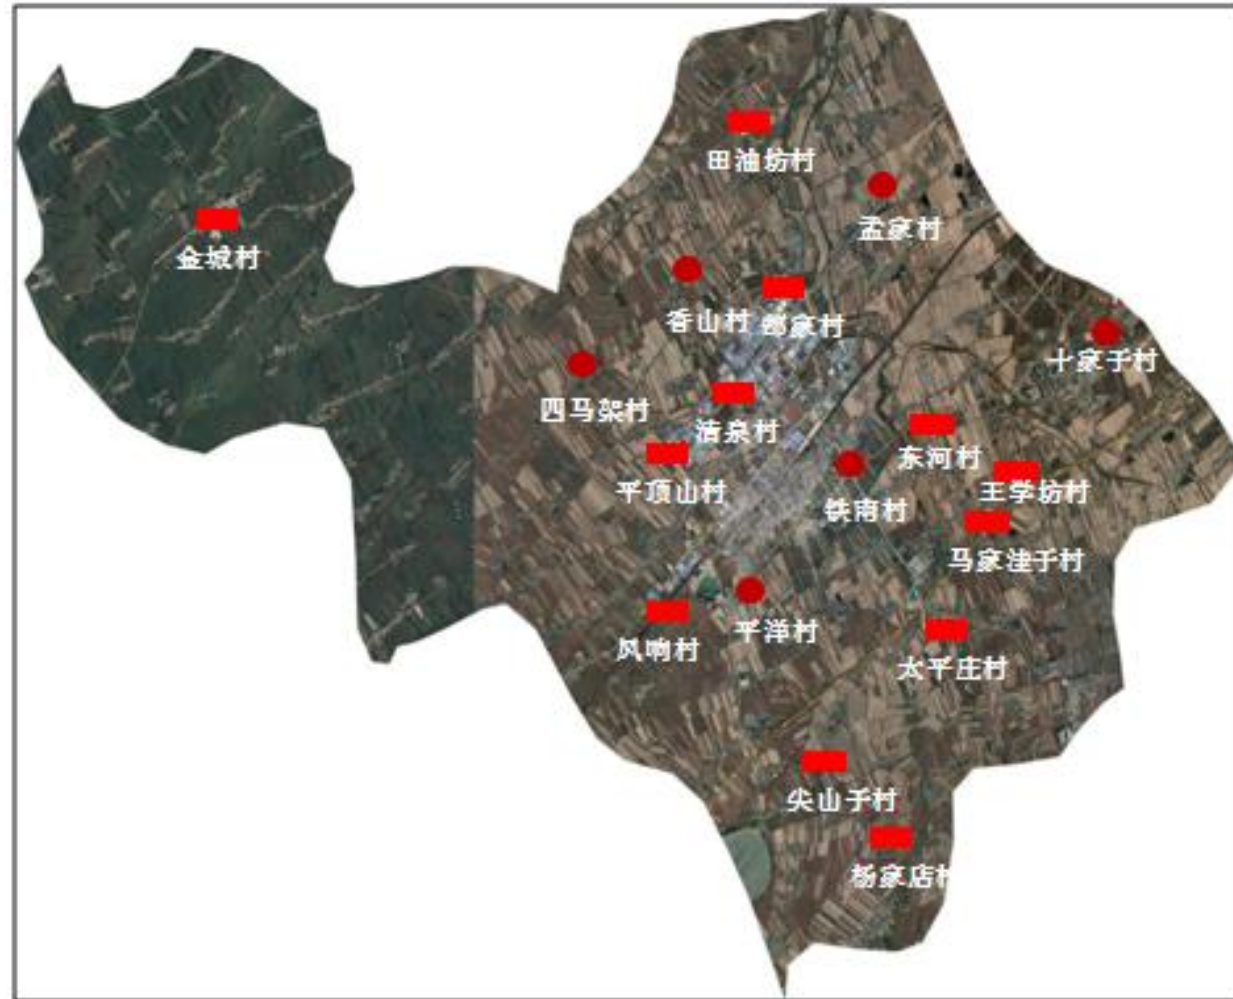 田油坊村
孟家村
金城村
香山村
郎家村
十家子村
四马架村
清泉村
东河村
平顶山村
王学坊村
铁南村
马家洼子村
平洋村
风响村
太平庄村
尖山子村
杨家店村